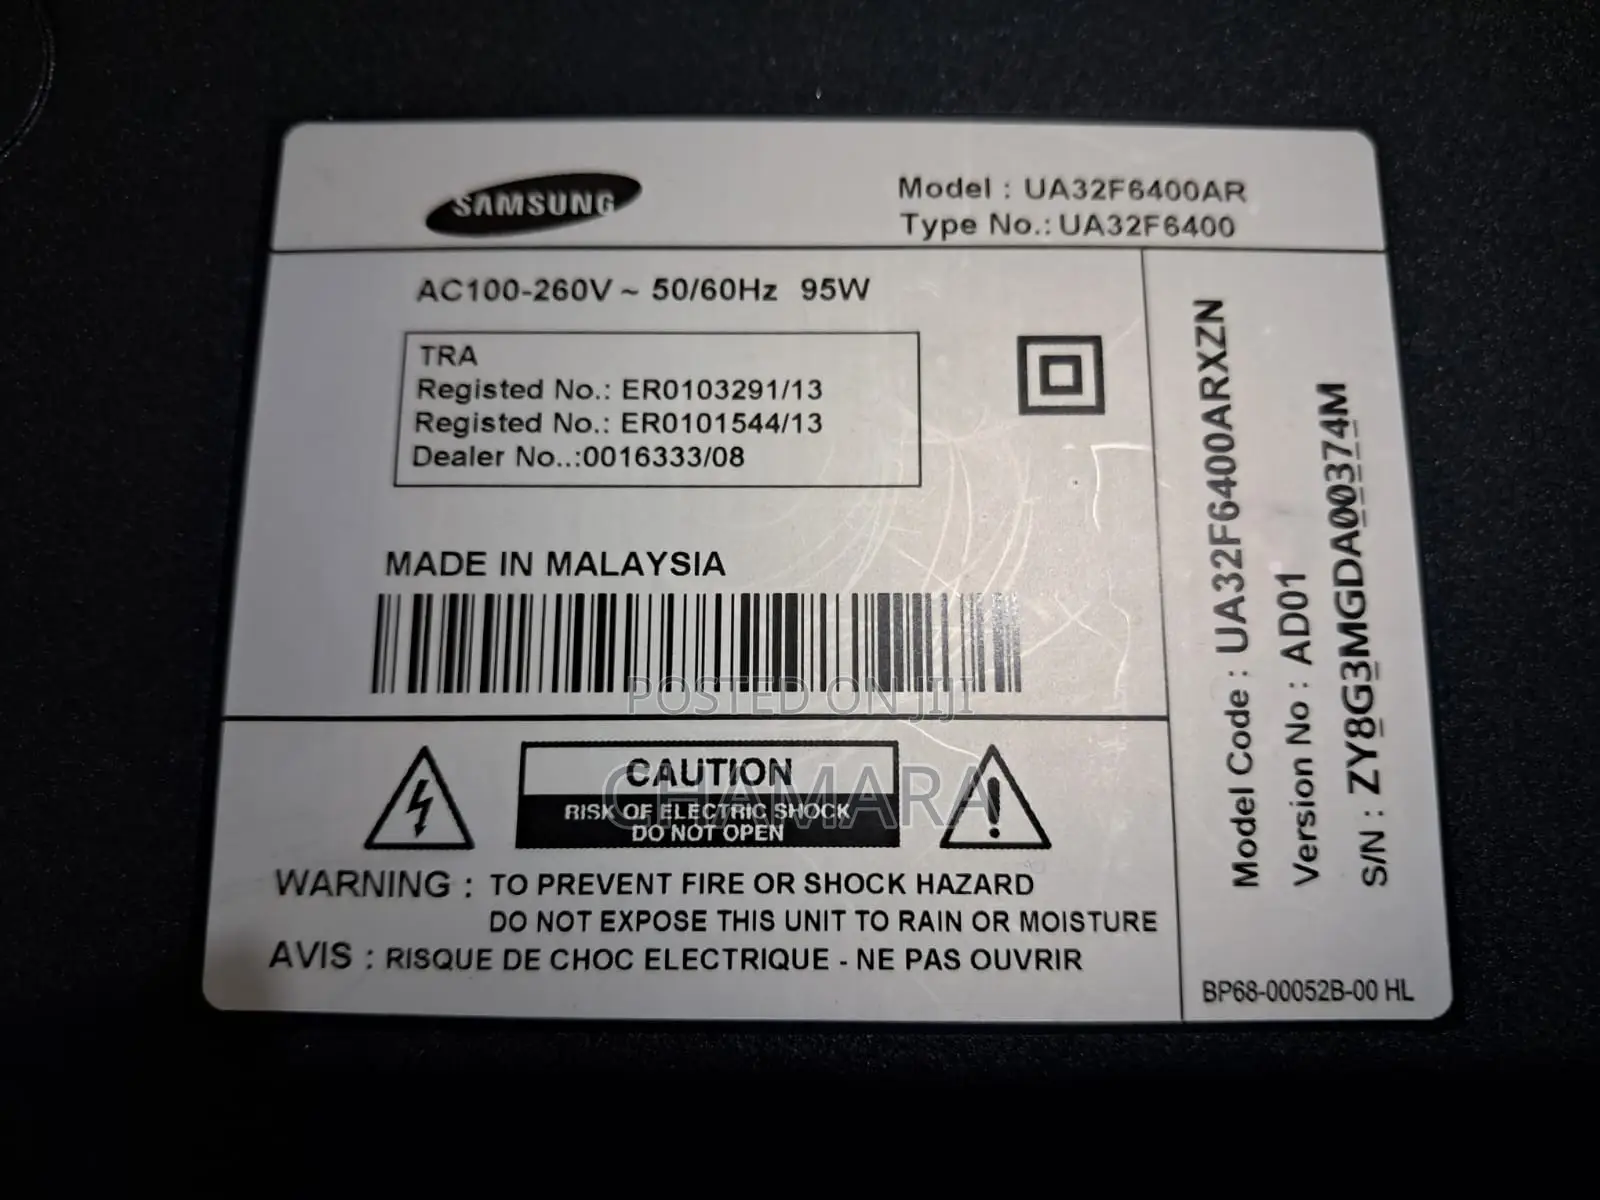 SAMSUNG
Model : UA32F6400AR
Type No.: UA32F6400
AC100-260V ~ 50/60Hz 95W
TRA
Registed No.: ER0103291/13
Registed No.: ER0101544/13
Dealer No..:0016333/08
MADE IN MALAYSIA
POSTED ON JIJI
CHAMARA
CAUTION
RISK OF ELECTRIC SHOCK
DO NOT OPEN
WARNING : TO PREVENT FIRE OR SHOCK HAZARD
DO NOT EXPOSE THIS UNIT TO RAIN OR MOISTURE
AVIS : RISQUE DE CHOC ELECTRIQUE - NE PAS OUVRIR
Model Code : UA32F6400ARXZN
Version No : AD01
S/N : ZY8G3MGDA00374M
BP68-00052B-00 HL